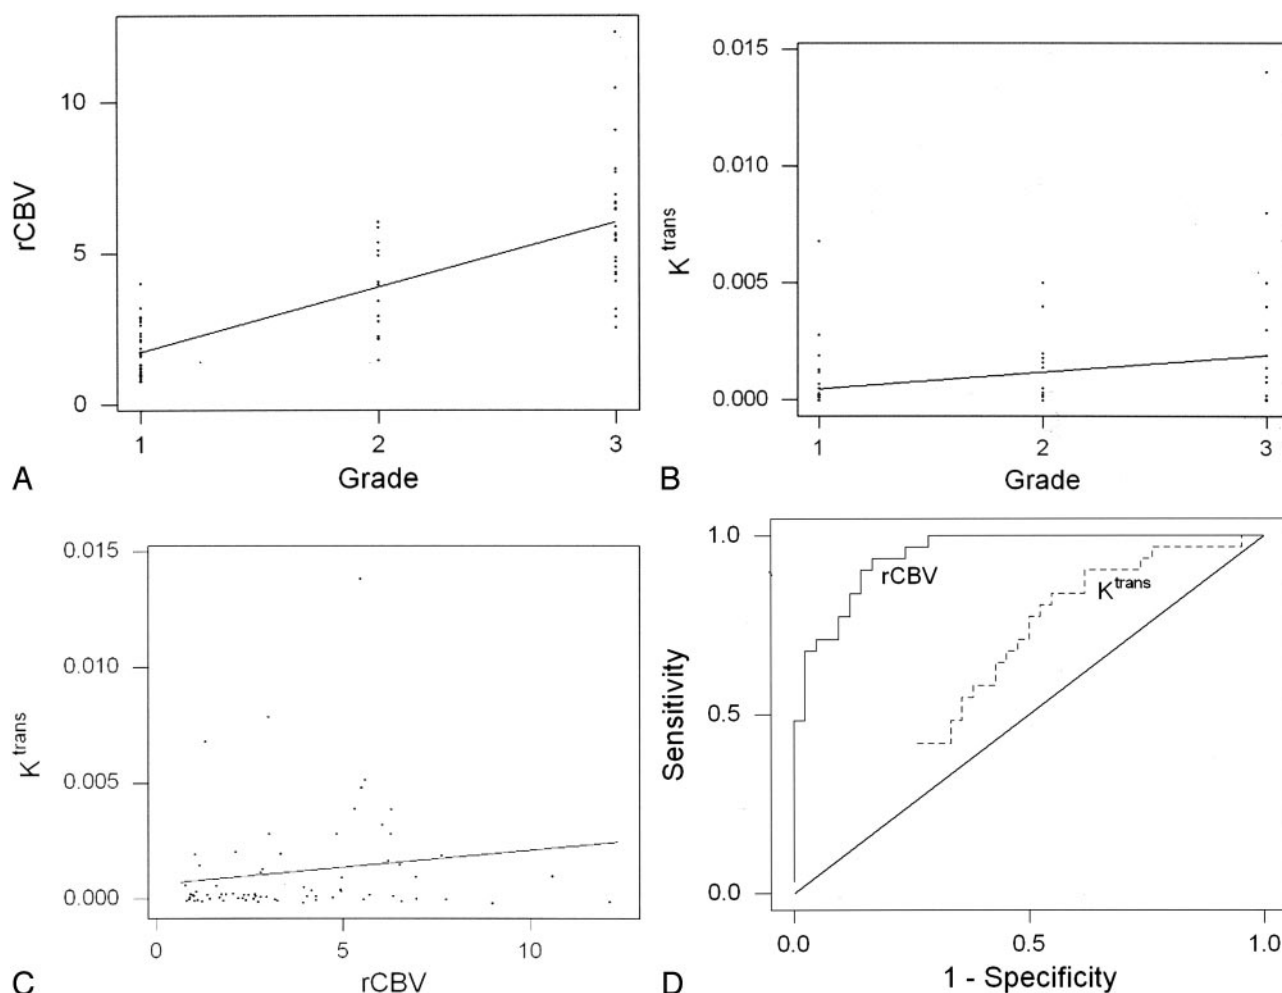 rCBV
10
5
0
1 2 3
Grade
A
K trans
0.015
0.010
0.005
0.000
1 2 3
Grade
B
K trans
0.015
0.010
0.005
0.000
0 5 10
rCBV
C
Sensitivity
1.0
0.5
0.0
rCBV
K trans
0.0 0.5 1.0
1 - Specificity
D